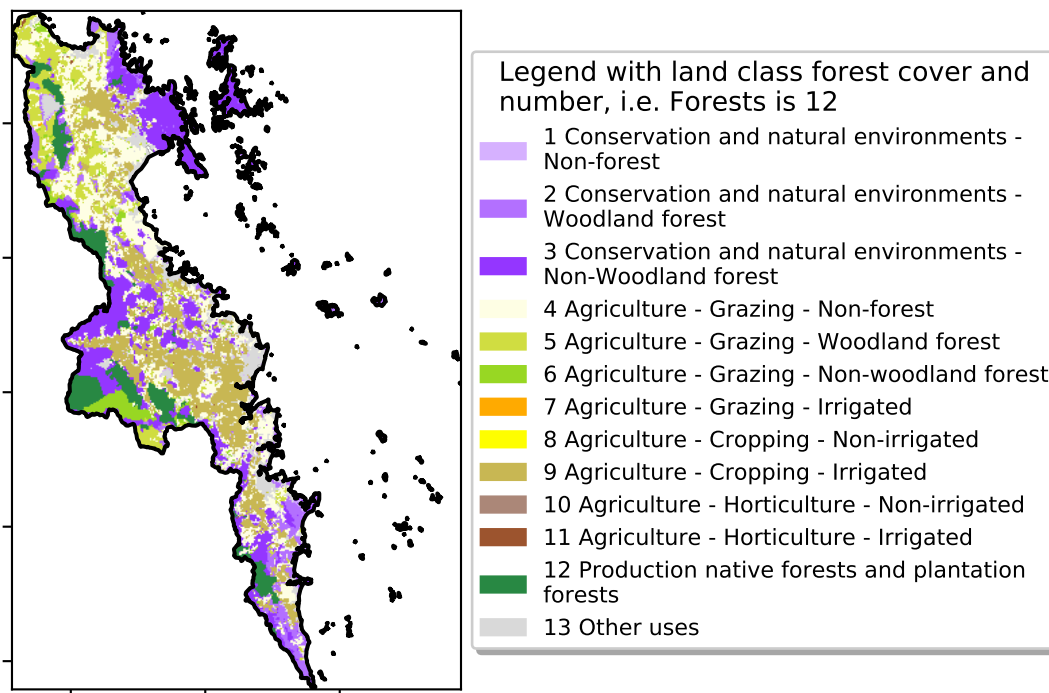 Legend with land class forest cover and
number, i.e. Forests is 12
1 Conservation and natural environments -
Non-forest
2 Conservation and natural environments -
Woodland forest
3 Conservation and natural environments -
Non-Woodland forest
4 Agriculture - Grazing - Non-forest
5 Agriculture - Grazing - Woodland forest
6 Agriculture - Grazing - Non-woodland forest
7 Agriculture - Grazing - Irrigated
8 Agriculture - Cropping - Non-irrigated
9 Agriculture - Cropping - Irrigated
10 Agriculture - Horticulture - Non-irrigated
11 Agriculture - Horticulture - Irrigated
12 Production native forests and plantation
forests
13 Other uses